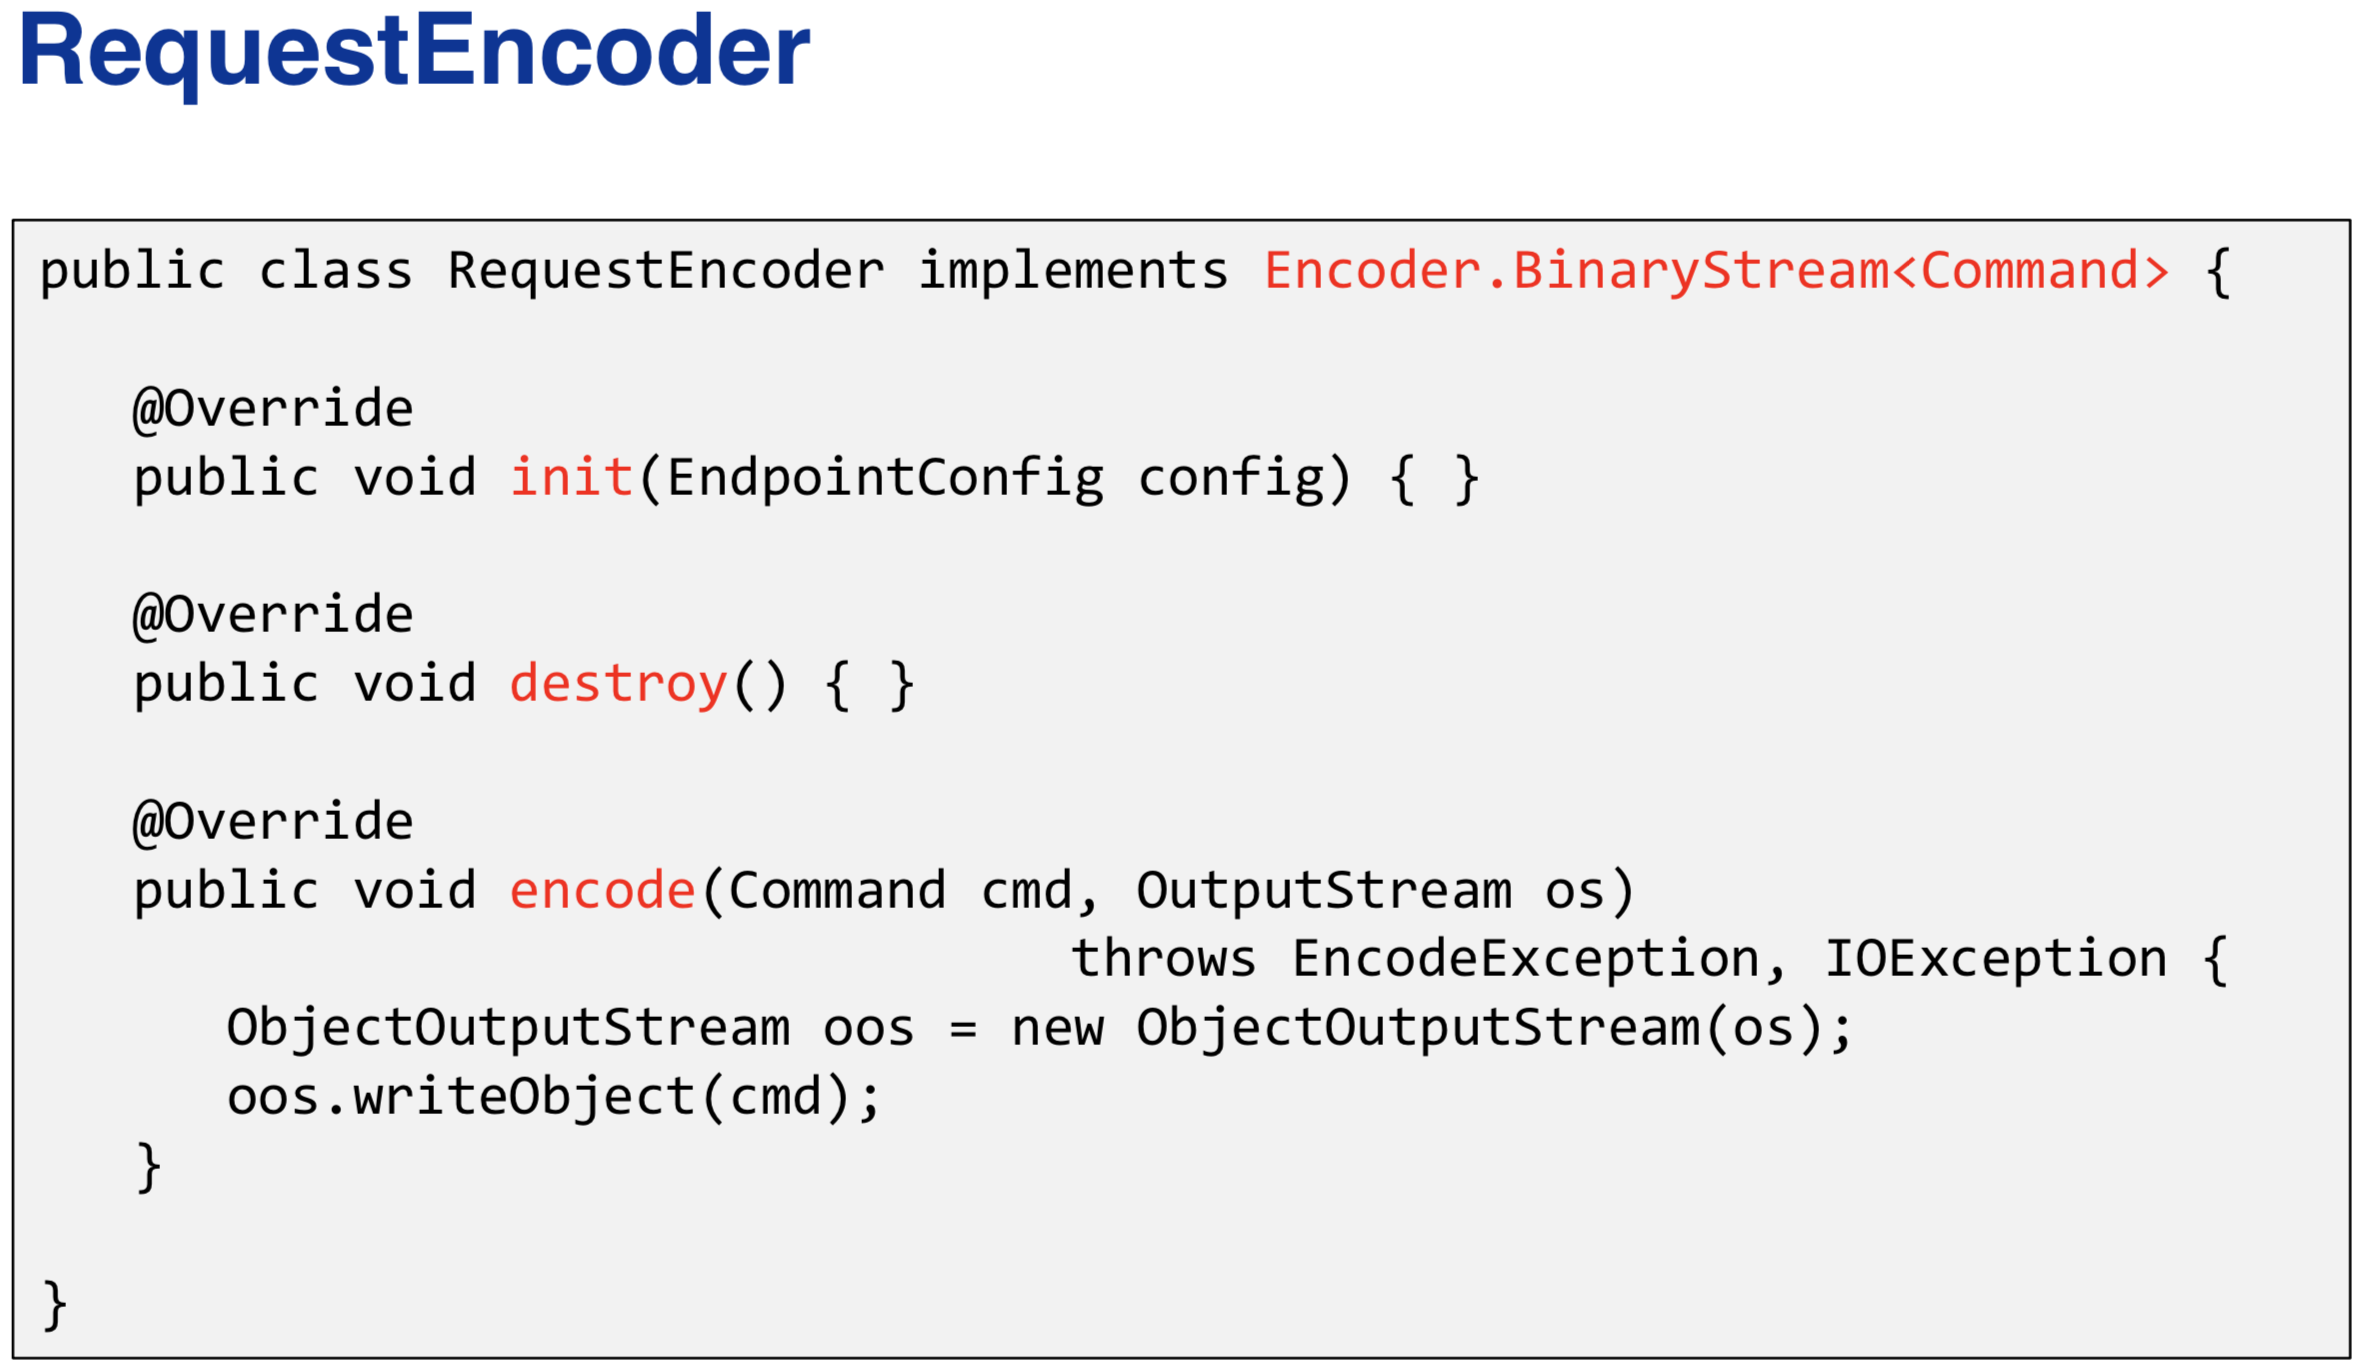 RequestEncoder
public class RequestEncoder implements Encoder.BinaryStream<Command> {
@Override
public void init(EndpointConfig config) { }
@Override
public void destroy() { }
@Override
public void encode(Command cmd, OutputStream os)
throws EncodeException, IOException {
ObjectOutputStream oos = new ObjectOutputStream(os);
oos.writeObject(cmd);
}
}